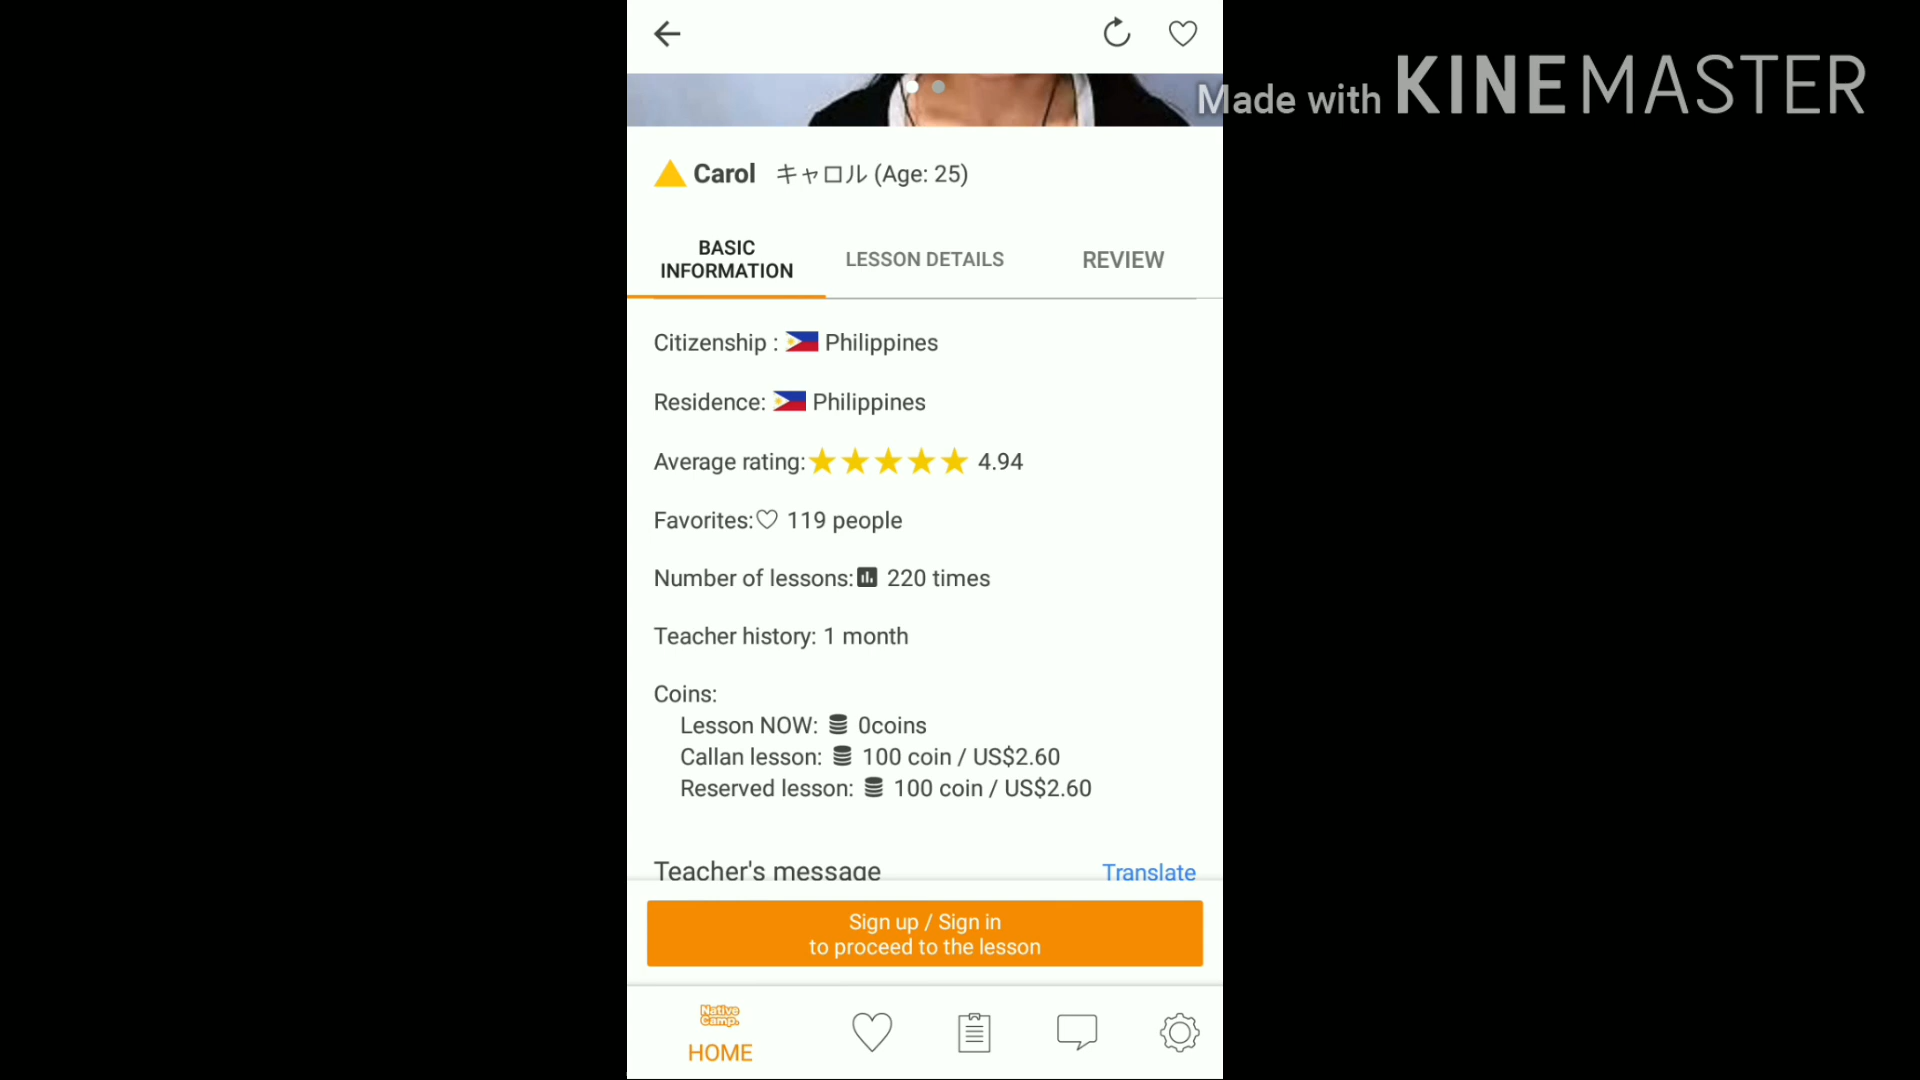 Made with KINEMASTER
Carol キャロル (Age: 25)
BASIC
INFORMATION
LESSON DETAILS
REVIEW
Citizenship : Philippines
Residence: Philippines
Average rating: 4.94
Favorites: 119 people
Number of lessons: 220 times
Teacher history: 1 month
Coins:
Lesson NOW: 0coins
Callan lesson: 100 coin / US$2.60
Reserved lesson: 100 coin / US$2.60
Teacher's message
Translate
Sign up / Sign in
to proceed to the lesson
Native
Camp.
HOME